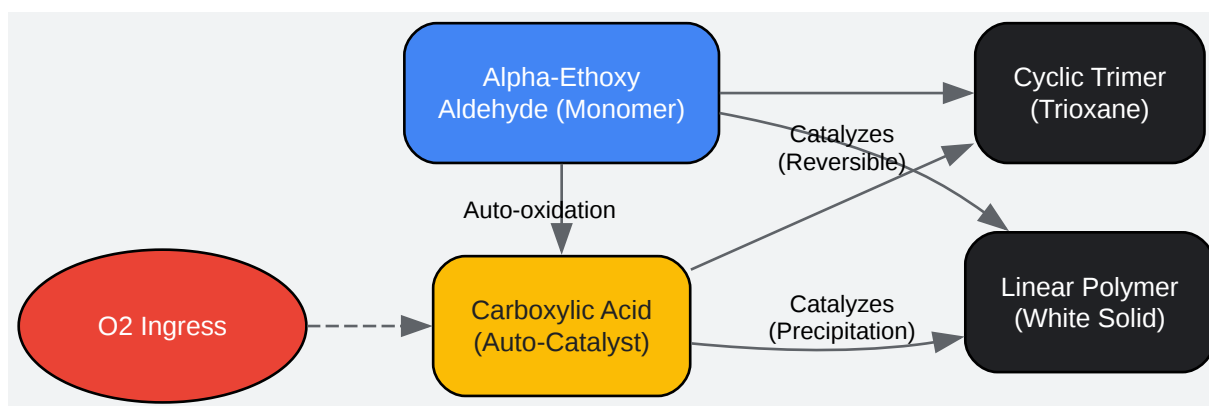 Alpha-Ethoxy
Aldehyde (Monomer)
Cyclic Trimer
(Trioxane)
Catalyzes
(Reversible)
Auto-oxidation
O2 Ingress
Carboxylic Acid
(Auto-Catalyst)
Catalyzes
(Precipitation)
Linear Polymer
(White Solid)